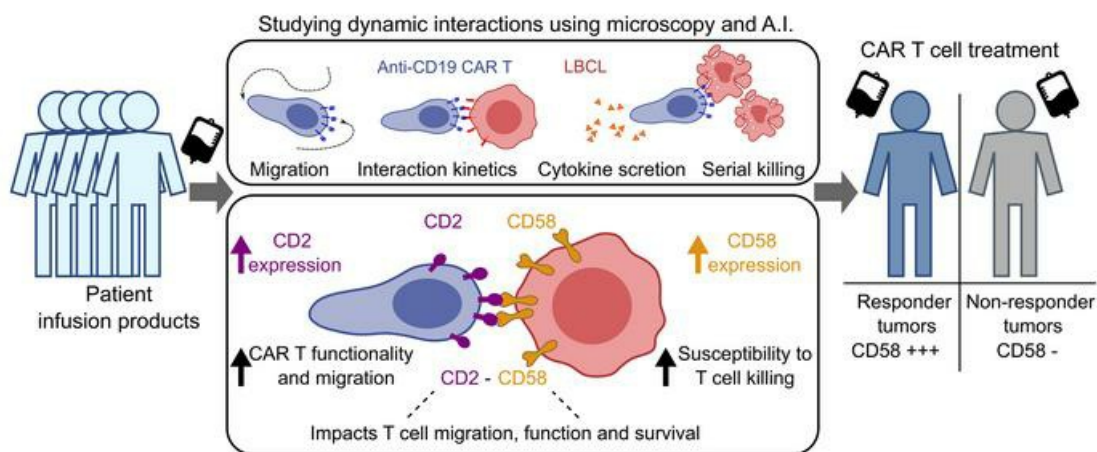 Studying dynamic interactions using microscopy and A.I.
Anti-CD19 CAR T
LBCL
Migration
Interaction kinetics
Cytokine scretion
Serial killing
Patient
infusion products
CD2
expression
CD2
CD58
CD58
expression
CAR T functionality
and migration
CD2 - CD58
Susceptibility to
T cell killing
Impacts T cell migration, function and survival
CAR T cell treatment
Responder
tumors
CD58 +++
Non-responder
tumors
CD58 -